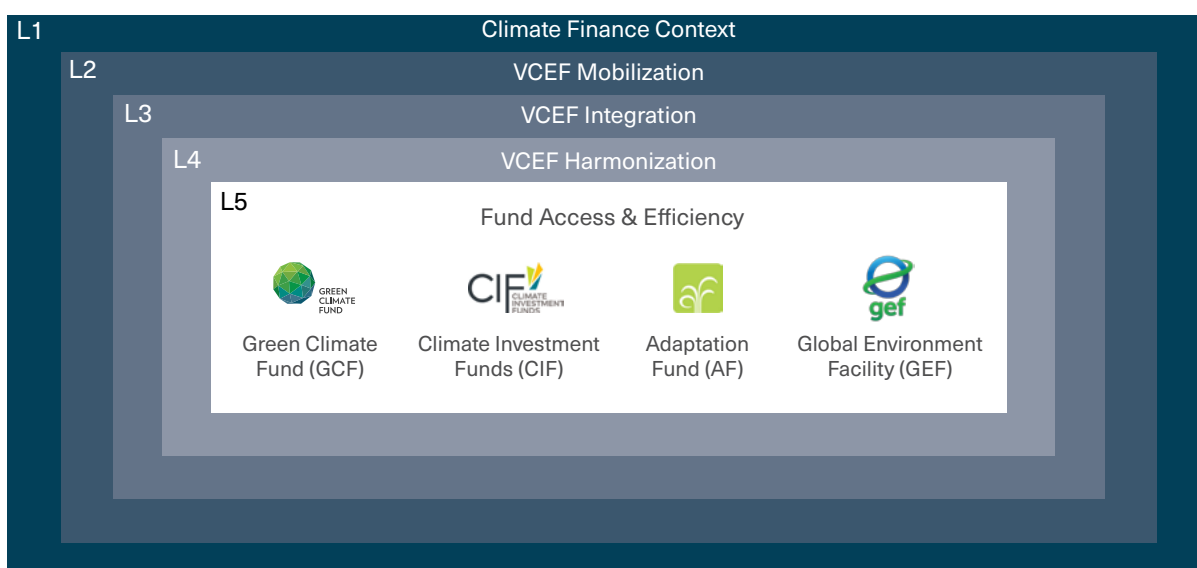 L1
Climate Finance Context
L2
VCEF Mobilization
L3
VCEF Integration
L4
VCEF Harmonization
L5
Fund Access & Efficiency
GREEN
CLIMATE
FUND
CIF
CLIMATE
INVESTMENT
FUNDS
gef
Green Climate
Fund (GCF)
Climate Investment
Funds (CIF)
Adaptation
Fund (AF)
Global Environment
Facility (GEF)